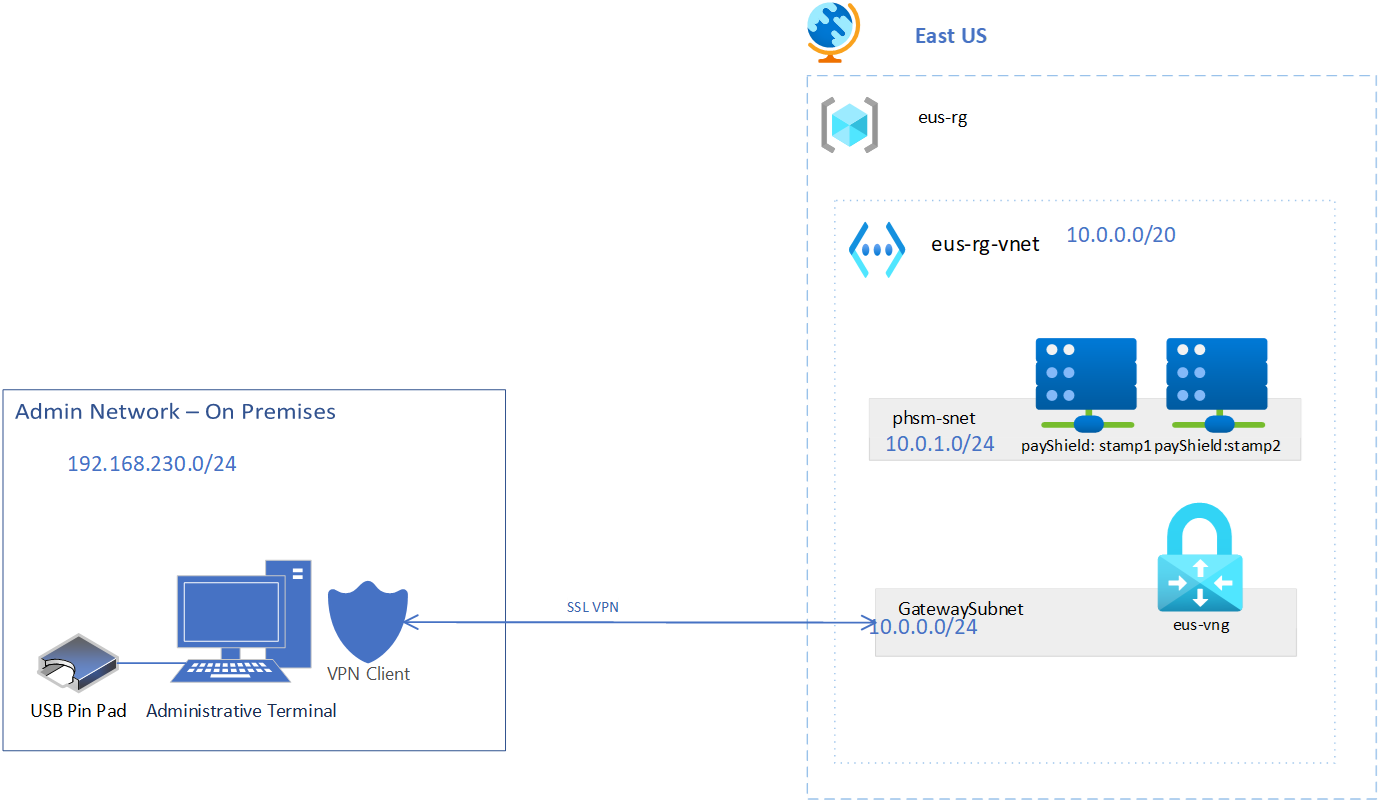 East US
eus-rg
eus-rg-vnet
10.0.0.0/20
phsm-snet
10.0.1.0/24
payShield: stamp1
payShield:stamp2
GatewaySubnet
10.0.0.0/24
eus-vng
Admin Network – On Premises
192.168.230.0/24
SSL VPN
VPN Client
USB Pin Pad
Administrative Terminal